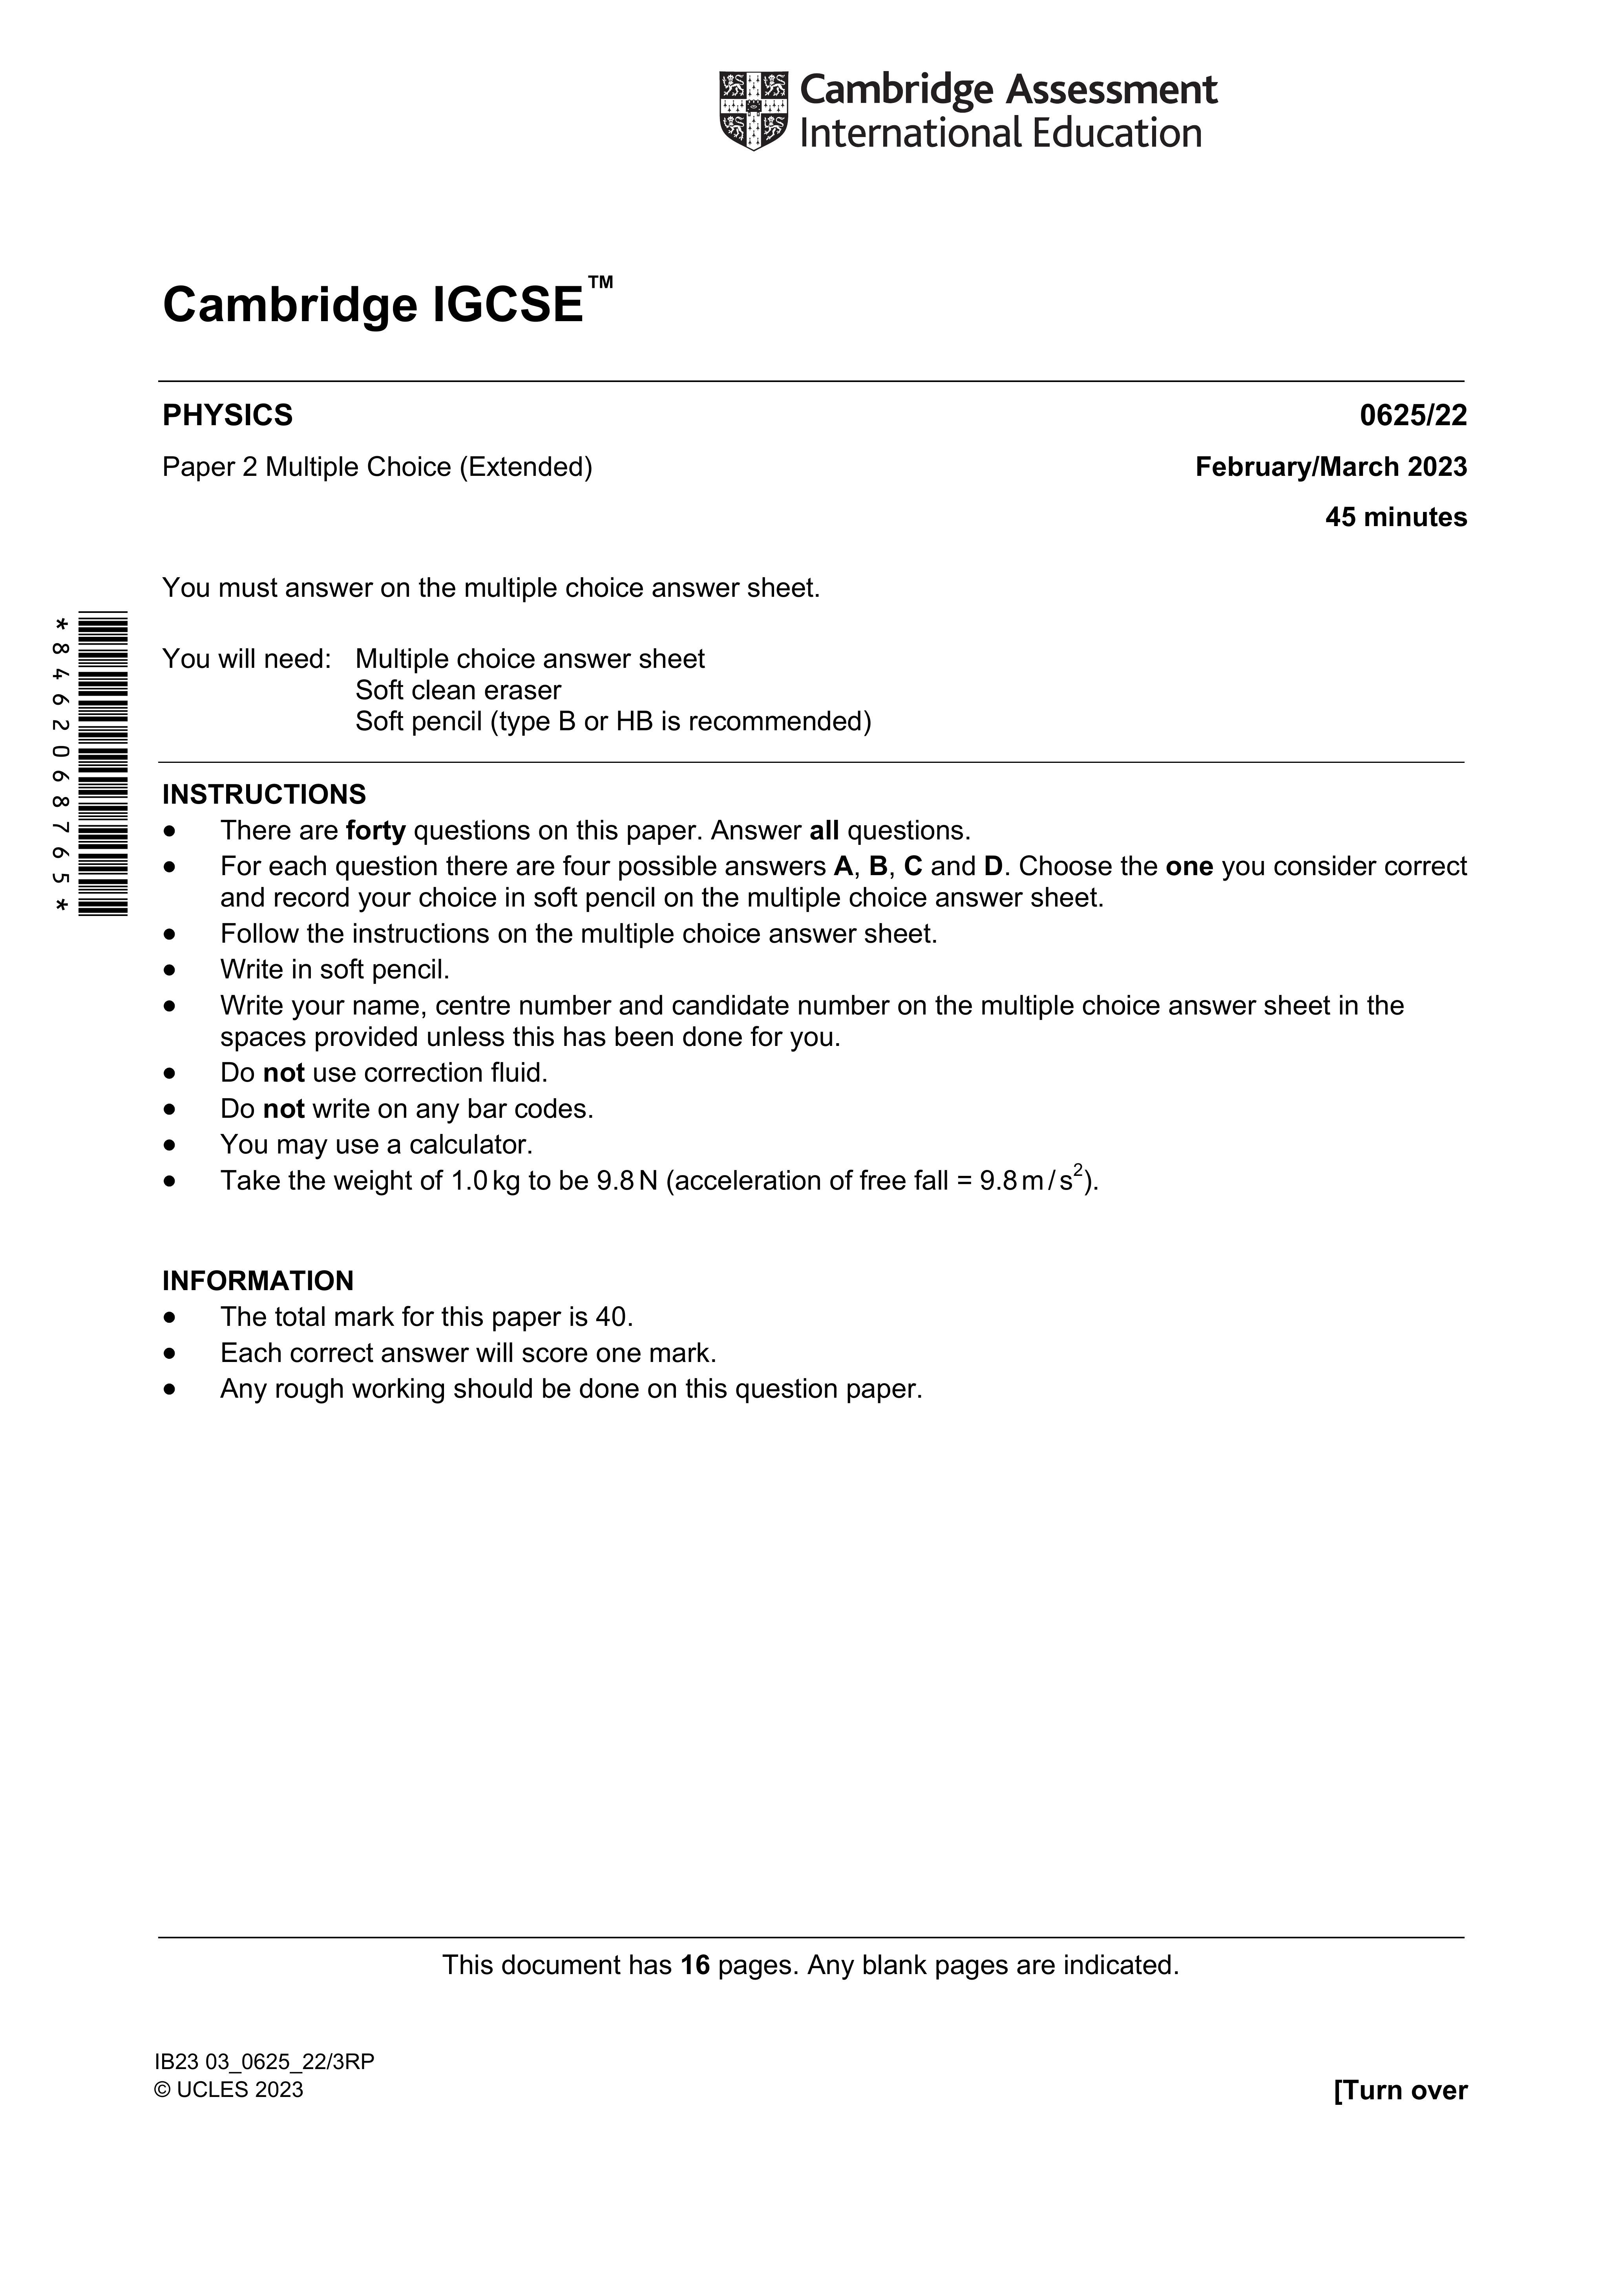 Cambridge Assessment
International Education
Cambridge IGCSE™
PHYSICS 0625/22
Paper 2 Multiple Choice (Extended) February/March 2023
45 minutes
You must answer on the multiple choice answer sheet.
You will need: Multiple choice answer sheet
Soft clean eraser
Soft pencil (type B or HB is recommended)
*8462068765*
INSTRUCTIONS
● There are forty questions on this paper. Answer all questions.
● For each question there are four possible answers A, B, C and D. Choose the one you consider correct
and record your choice in soft pencil on the multiple choice answer sheet.
● Follow the instructions on the multiple choice answer sheet.
● Write in soft pencil.
● Write your name, centre number and candidate number on the multiple choice answer sheet in the
spaces provided unless this has been done for you.
● Do not use correction fluid.
● Do not write on any bar codes.
● You may use a calculator.
● Take the weight of 1.0 kg to be 9.8 N (acceleration of free fall = 9.8 m / s²).
INFORMATION
● The total mark for this paper is 40.
● Each correct answer will score one mark.
● Any rough working should be done on this question paper.
This document has 16 pages. Any blank pages are indicated.
IB23 03_0625_22/3RP
© UCLES 2023
[Turn over